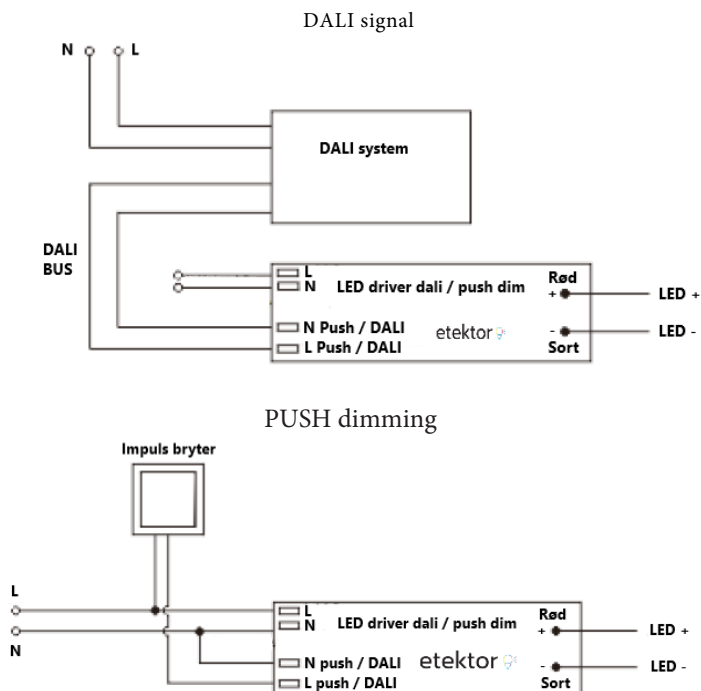 DALI signal
N L
DALI system
DALI
BUS
L
N LED driver dali / push dim
Rød
+ LED +
N Push / DALI etektor - LED -
L Push / DALI Sort
PUSH dimming
Impuls bryter
L
N
L
N LED driver dali / push dim
Rød
+ LED +
N push / DALI etektor - LED -
L push / DALI Sort